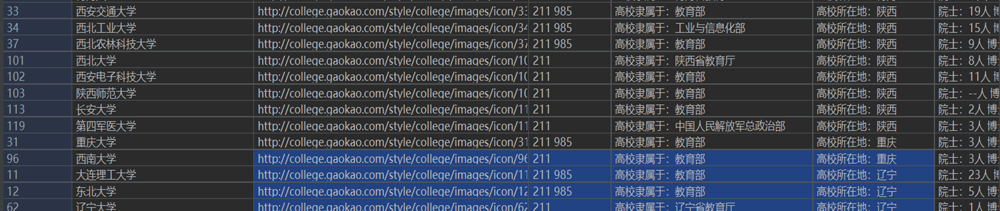 33 西安交通大学 http://college.gaokao.com/style/college/images/icon/33 211 985 高校隶属于：教育部 高校所在地：陕西 院士：19人 博
34 西北工业大学 http://college.gaokao.com/style/college/images/icon/34 211 985 高校隶属于：工业与信息化部 高校所在地：陕西 院士：15人 博
37 西北农林科技大学 http://college.gaokao.com/style/college/images/icon/37 211 985 高校隶属于：教育部 高校所在地：陕西 院士：9人 博士
101 西北大学 http://college.gaokao.com/style/college/images/icon/10 211 高校隶属于：陕西省教育厅 高校所在地：陕西 院士：8人 博士
102 西安电子科技大学 http://college.gaokao.com/style/college/images/icon/10 211 高校隶属于：教育部 高校所在地：陕西 院士：11人 博
103 陕西师范大学 http://college.gaokao.com/style/college/images/icon/10 211 高校隶属于：教育部 高校所在地：陕西 院士：--人 博
113 长安大学 http://college.gaokao.com/style/college/images/icon/11 211 高校隶属于：教育部 高校所在地：陕西 院士：2人 博
119 第四军医大学 http://college.gaokao.com/style/college/images/icon/11 211 高校隶属于：中国人民解放军总政治部 高校所在地：陕西 院士：3人 博
31 重庆大学 http://college.gaokao.com/style/college/images/icon/31 211 985 高校隶属于：教育部 高校所在地：重庆 院士：3人 博
96 西南大学 http://college.gaokao.com/style/college/images/icon/96 211 高校隶属于：教育部 高校所在地：重庆 院士：3人 博
11 大连理工大学 http://college.gaokao.com/style/college/images/icon/11 211 985 高校隶属于：教育部 高校所在地：辽宁 院士：23人 博
12 东北大学 http://college.gaokao.com/style/college/images/icon/12 211 985 高校隶属于：教育部 高校所在地：辽宁 院士：5人 博
62 辽宁大学 http://college.gaokao.com/style/college/images/icon/62 211 高校隶属于：辽宁省教育厅 高校所在地：辽宁 院士：1人 博